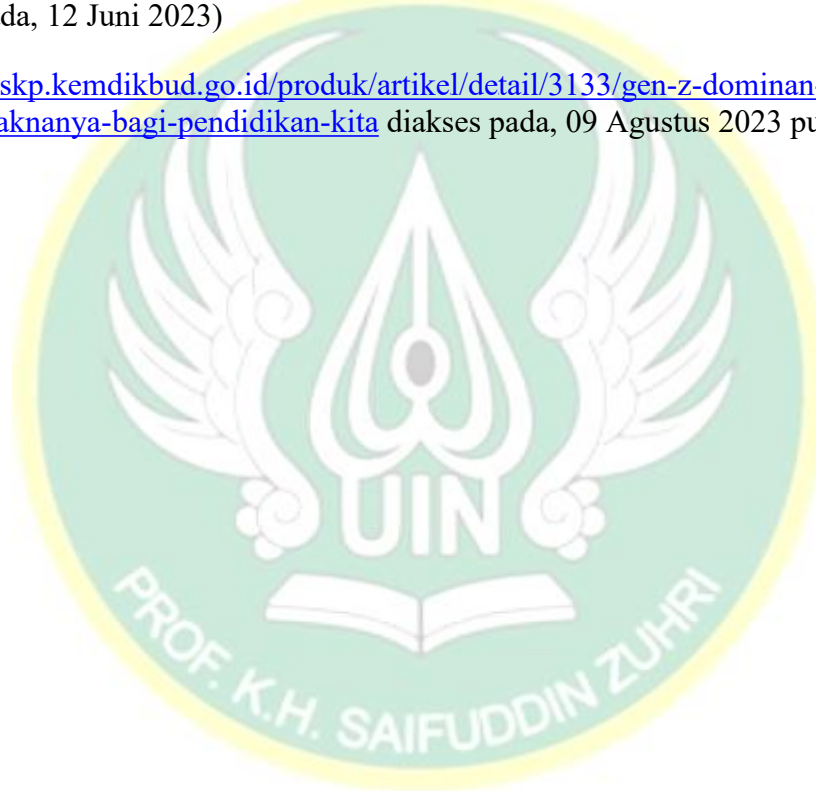 da, 12 Juni 2023)
skp.kemdikbud.go.id/produk/artikel/detail/3133/gen-z-dominan-
aknanya-bagi-pendidikan-kita diakses pada, 09 Agustus 2023 pu
UIN
PROF. K.H. SAIFUDDIN ZUHRI